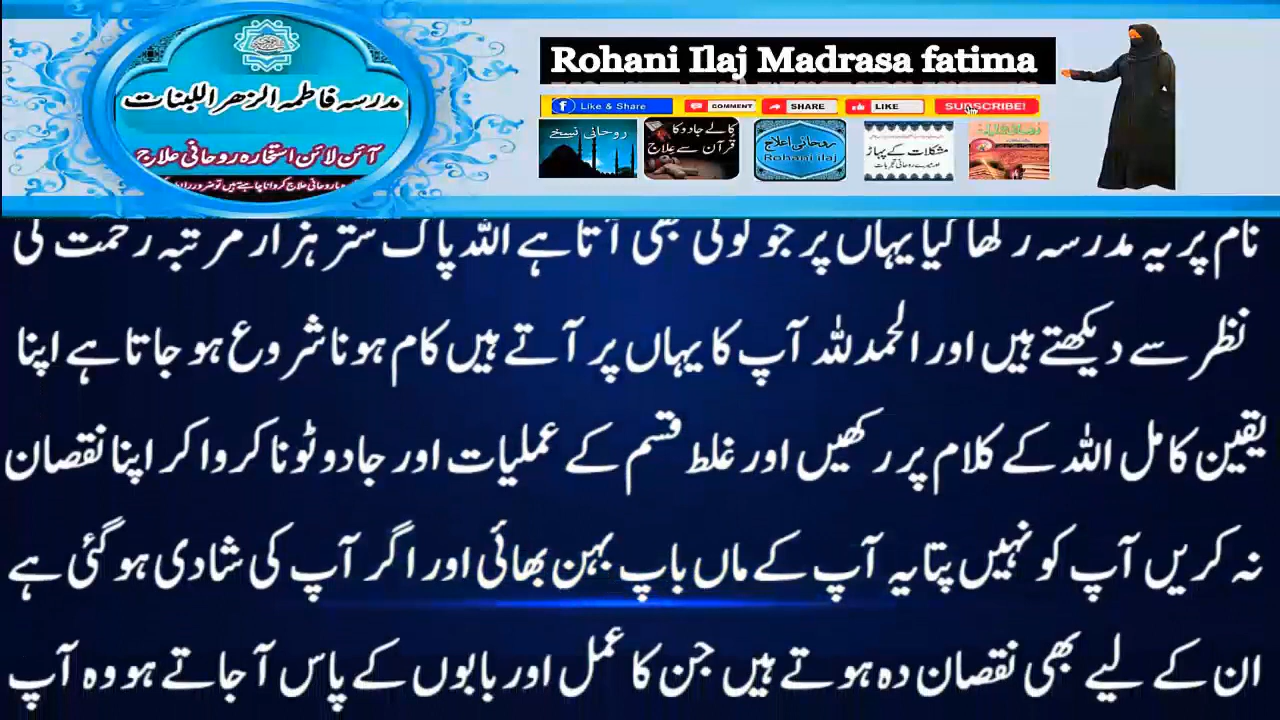 مدرسہ فاطمہ الزھرا للبنات
آئن لائن استخارہ روحانی علاج
Rohani Ilaj Madrasa fatima
Like & Share
COMMENT
SHARE
LIKE
SUBSCRIBE!
روحانی نسخ
کالے جادو کا
قرآن سے علاج
روحانی علاج
Rohani ilaj
مشکلات کے پہاڑ
نام پر یہ مدرسہ رکھا گیا یہاں پر جو کوئی بھی آتا ہے اللہ پاک ستر ہزار مرتبہ رحمت کی
نظر سے دیکھتے ہیں اور الحمدللہ آپ کا یہاں پر آتے ہیں کام ہونا شروع ہو جاتا ہے اپنا
یقین کامل اللہ کے کلام پر رکھیں اور غلط قسم کے عملیات اور جادو ٹونا کروا کر اپنا نقصان
نہ کریں آپ کو نہیں پتا یہ آپ کے ماں باپ بہن بھائی اور اگر آپ کی شادی ہو گئی ہے
ان کے لیے بھی نقصان دہ ہوتے ہیں جن کا عمل اور بابوں کے پاس آ جاتے ہو وہ آپ